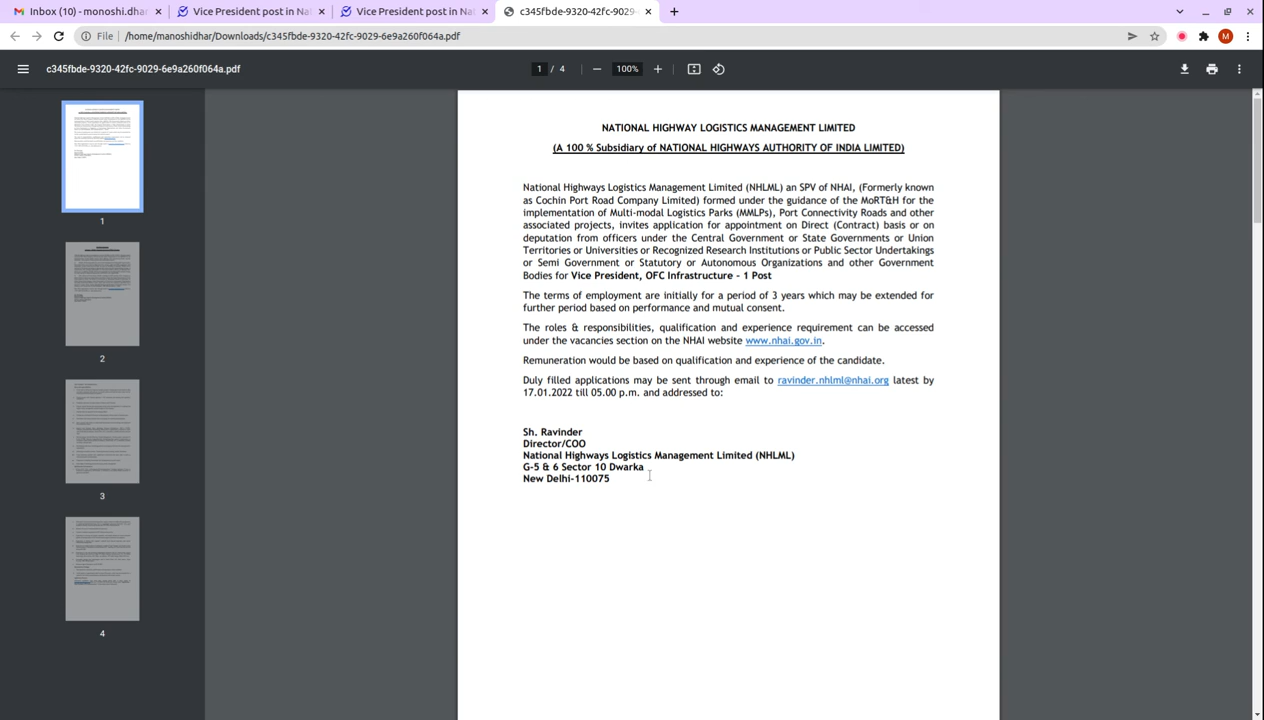 Inbox (10) - monoshi.dhar
Vice President post in Na
Vice President post in Na
c345fbde-9320-42fc-9029-
File
/home/manoshidhar/Downloads/c345fbde-9320-42fc-9029-6e9a260f064a.pdf
M
c345fbde-9320-42fc-9029-6e9a260f064a.pdf
1 / 4
100%
1
2
3
4
NATIONAL HIGHWAY LOGISTICS MANAGEMENT LIMITED
(A 100 % Subsidiary of NATIONAL HIGHWAYS AUTHORITY OF INDIA LIMITED)
National Highways Logistics Management Limited (NHLML) an SPV of NHAI, (Formerly known
as Cochin Port Road Company Limited) formed under the guidance of the MoRT&H for the
implementation of Multi-modal Logistics Parks (MMLPs), Port Connectivity Roads and other
associated projects, invites application for appointment on Direct (Contract) basis or on
deputation from officers under the Central Government or State Governments or Union
Territories or Universities or Recognized Research Institutions or Public Sector Undertakings
or Semi Government or Statutory or Autonomous Organizations and other Government
Bodies for Vice President, OFC Infrastructure - 1 Post
The terms of employment are initially for a period of 3 years which may be extended for
further period based on performance and mutual consent.
The roles & responsibilities, qualification and experience requirement can be accessed
under the vacancies section on the NHAI website www.nhai.gov.in.
Remuneration would be based on qualification and experience of the candidate.
Duly filled applications may be sent through email to ravinder.nhlml@nhai.org latest by
17.01.2022 till 05.00 p.m. and addressed to:
Sh. Ravinder
Director/COO
National Highways Logistics Management Limited (NHLML)
G-5 & 6 Sector 10 Dwarka
New Delhi-110075